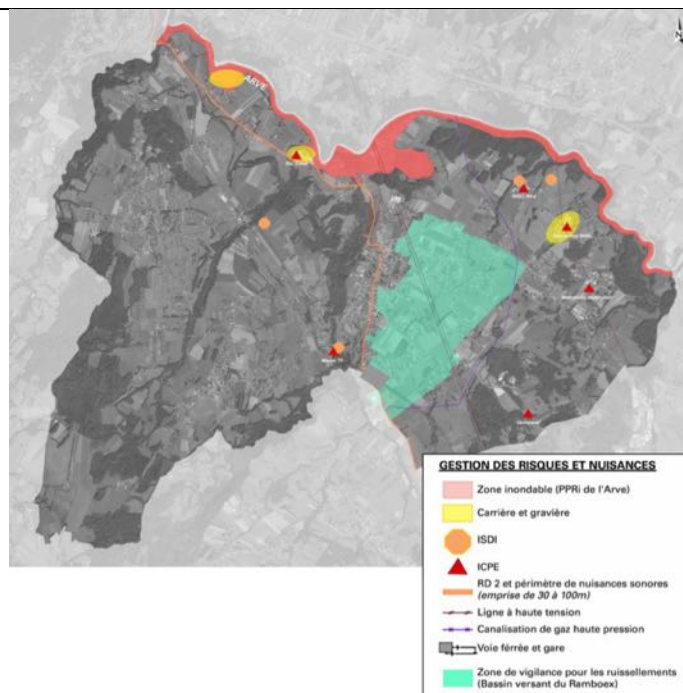 N
ARVE
GESTION DES RISQUES ET NUISANCES
Zone inondable (PPRi de l'Arve)
Carrière et gravière
ISDI
ICPE
RD 2 et périmètre de nuisances sonores
(emprise de 30 à 100m)
Ligne à haute tension
Canalisation de gaz haute pression
Voie férrée et gare
Zone de vigilance pour les ruissellements
(Bassin versant du Ramboex)